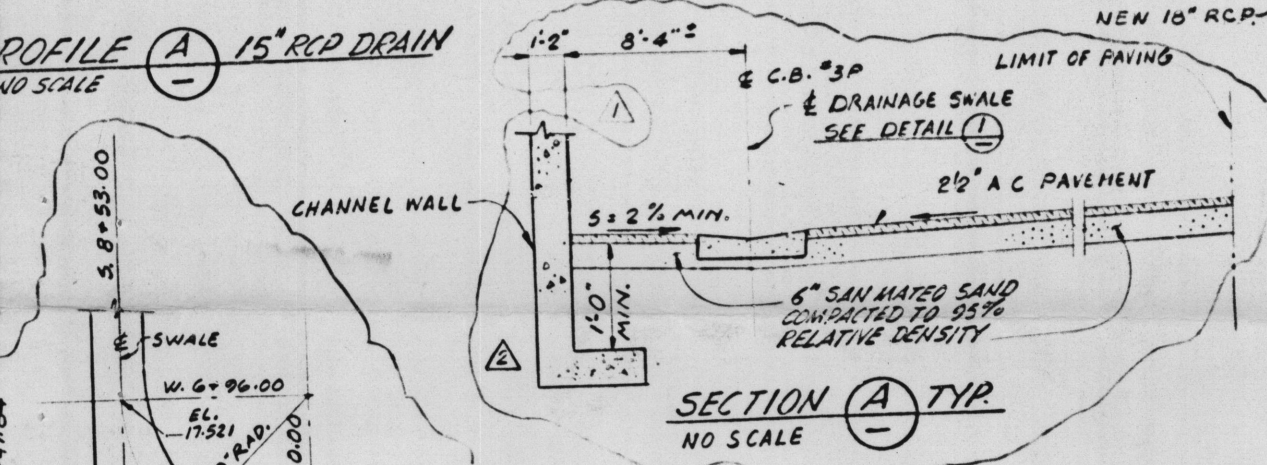 NEW 18" RCP.
ROFILE A 15" RCP DRAIN
NO SCALE
1'-2"
8'-4" ±
LIMIT OF PAVING
℄ C.B. #3P
1
℄ DRAINAGE SWALE
SEE DETAIL 1
2½" A C PAVEMENT
S. 8+53.00
CHANNEL WALL
S = 2% MIN.
1'-0"
MIN.
6" SAN MATEO SAND
COMPACTED TO 95%
RELATIVE DENSITY
℄ SWALE
2
W. 6+96.00
EL.
17.521
SECTION A TYP.
NO SCALE